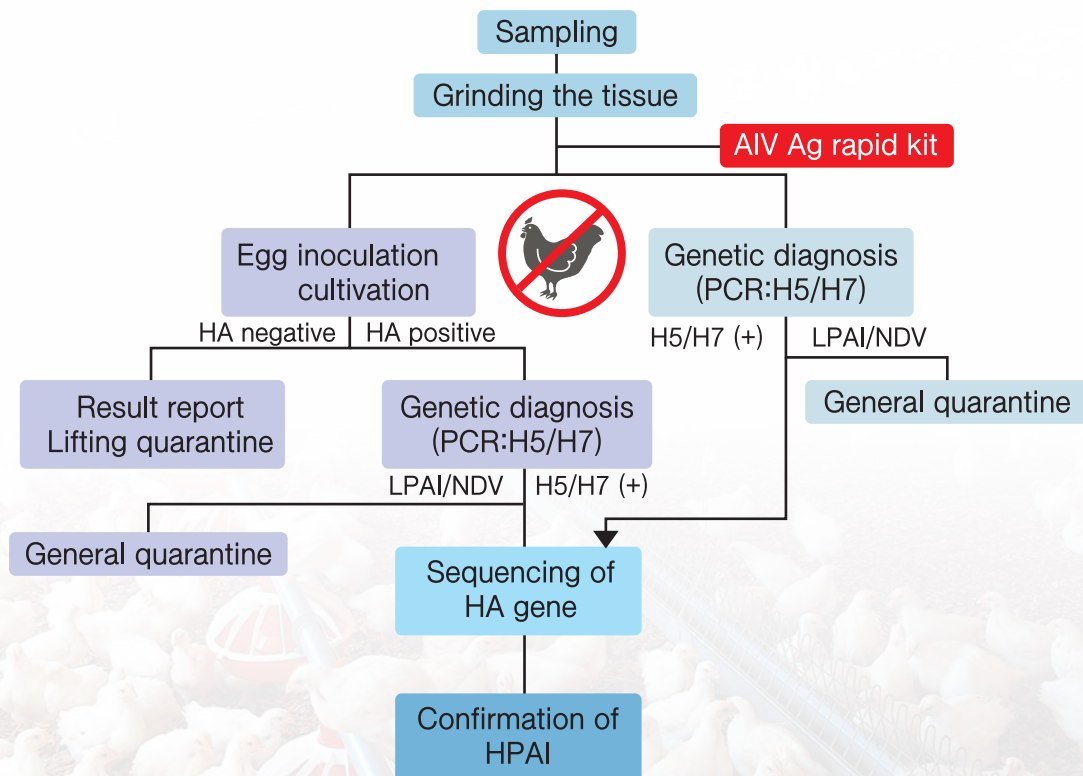 Sampling
Grinding the tissue
AIV Ag rapid kit
Egg inoculation
cultivation
Genetic diagnosis
(PCR:H5/H7)
HA negative
HA positive
H5/H7 (+)
LPAI/NDV
Result report
Lifting quarantine
Genetic diagnosis
(PCR:H5/H7)
General quarantine
LPAI/NDV
H5/H7 (+)
General quarantine
Sequencing of
HA gene
Confirmation of
HPAI